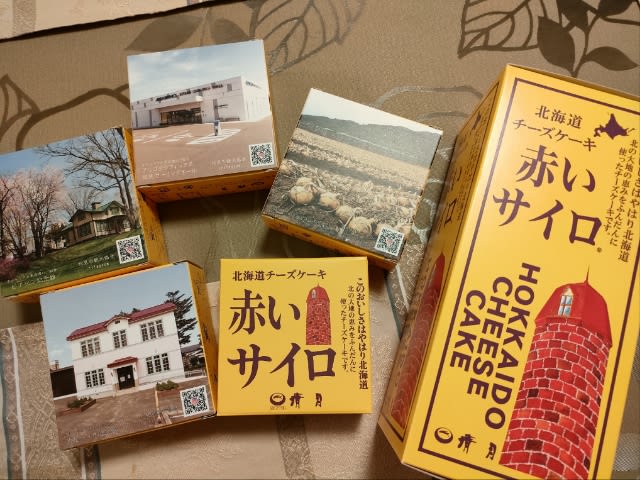 北海道チーズケーキ
赤い
サイロ
このおいしさはやはり北海道
北の大地の恵みをふんだんに
使ったチーズケーキです。
清月
北海道
チーズケーキ
赤い
サイロ
このおいしさはやはり北海道
北の大地の恵みをふんだんに
使ったチーズケーキです。
HOKKAIDO
CHEESE
CAKE
清月